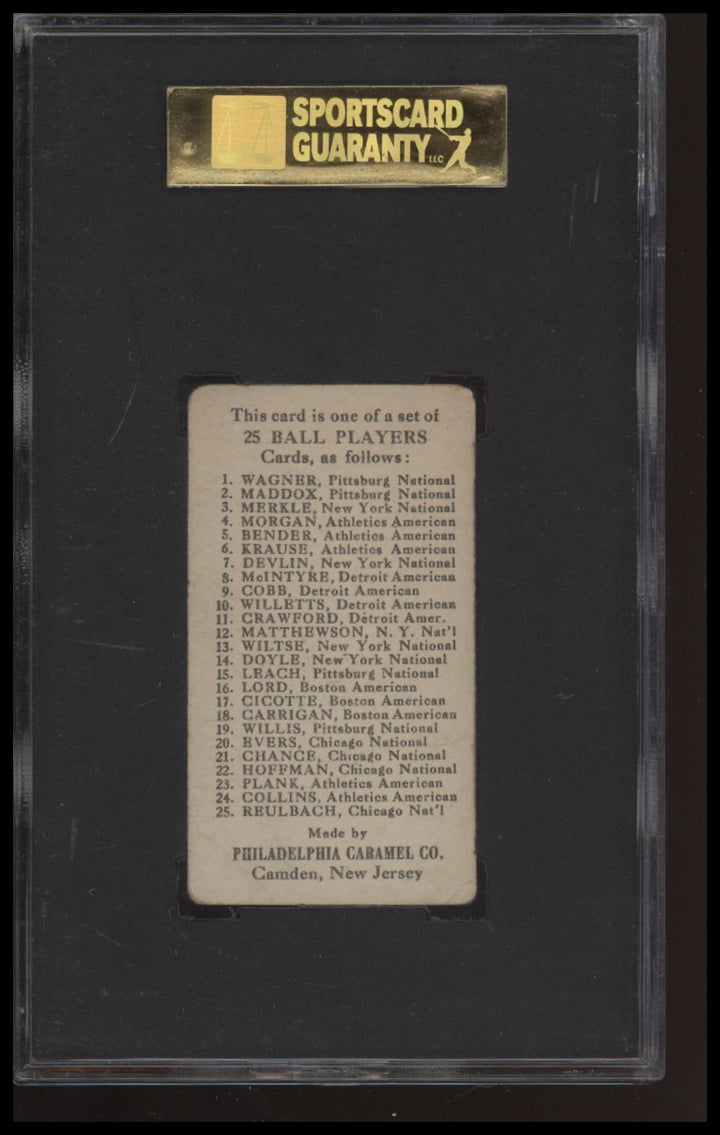 SPORTSCARD
GUARANTY LLC
This card is one of a set of
25 BALL PLAYERS
Cards, as follows:
1. WAGNER, Pittsburg National
2. MADDOX, Pittsburg National
3. MERKLE, New York National
4. MORGAN, Athletics American
5. BENDER, Athletics American
6. KRAUSE, Athletics American
7. DEVLIN, New York National
8. McINTYRE, Detroit American
9. COBB, Detroit American
10. WILLETTS, Detroit American
11. CRAWFORD, Detroit Amer.
12. MATTHEWSON, N. Y. Nat'l
13. WILTSE, New York National
14. DOYLE, New York National
15. LEACH, Pittsburg National
16. LORD, Boston American
17. CICOTTE, Boston American
18. CARRIGAN, Boston American
19. WILLIS, Pittsburg National
20. EVERS, Chicago National
21. CHANCE, Chicago National
22. HOFFMAN, Chicago National
23. PLANK, Athletics American
24. COLLINS, Athletics American
25. REULBACH, Chicago Nat'l
Made by
PHILADELPHIA CARAMEL CO.
Camden, New Jersey